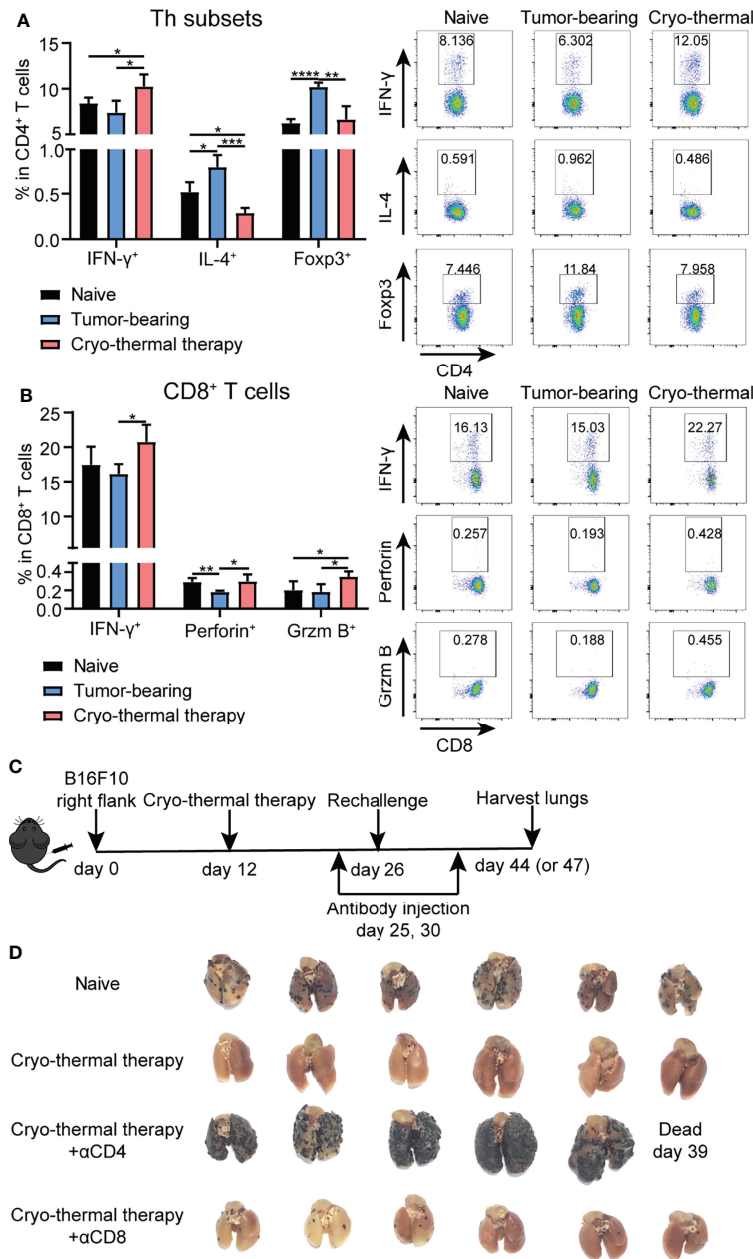 A
Th subsets
% in CD4⁺ T cells
15
10
5
1.0
0.5
0.0
* * * * *** **** **
IFN-γ⁺ IL-4⁺ Foxp3⁺
Naive
Tumor-bearing
Cryo-thermal therapy
Naive Tumor-bearing Cryo-thermal
IFN-γ
8.136 6.302 12.05
IL-4
0.591 0.962 0.486
Foxp3
7.446 11.84 7.958
CD4
B
CD8⁺ T cells
% in CD8⁺ T cells
25
20
15
0.4
0.2
0.0
* ** * * *
IFN-γ⁺ Perforin⁺ Grzm B⁺
Naive
Tumor-bearing
Cryo-thermal therapy
Naive Tumor-bearing Cryo-thermal
IFN-γ
16.13 15.03 22.27
Perforin
0.257 0.193 0.428
Grzm B
0.278 0.188 0.455
CD8
C
B16F10
right flank Cryo-thermal therapy Rechallenge Harvest lungs
day 0 day 12 day 26 day 44 (or 47)
Antibody injection
day 25, 30
D
Naive
Cryo-thermal therapy
Cryo-thermal therapy
+αCD4
Dead
day 39
Cryo-thermal therapy
+αCD8